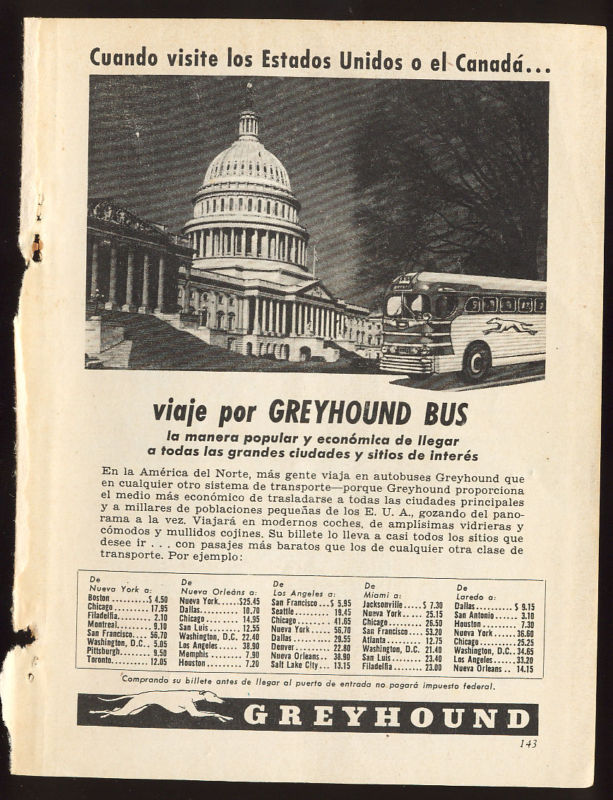 Cuando visite los Estados Unidos o el Canadá...
viaje por GREYHOUND BUS
la manera popular y económica de llegar
a todas las grandes ciudades y sitios de interés
En la América del Norte, más gente viaja en autobuses Greyhound que
en cualquier otro sistema de transporte—porque Greyhound proporciona
el medio más económico de trasladarse a todas las ciudades principales
y a millares de poblaciones pequeñas de los E. U. A., gozando del pano-
rama a la vez. Viajará en modernos coches, de amplísimas vidrieras y
cómodos y mullidos cojines. Su billete lo lleva a casi todos los sitios que
desee ir . . . con pasajes más baratos que los de cualquier otra clase de
transporte. Por ejemplo:
De
Nueva York a:
Boston ......... $ 4.50
Chicago ......... 17.95
Filadelfia ......... 2.10
Montreal ......... 9.10
San Francisco.... 56.70
Washington, D.C. .. 5.05
Pittsburgh ......... 9.50
Toronto ......... 12.05
De
Nueva Orleáns a:
Nueva York ..... $25.45
Dallas ......... 10.70
Chicago ......... 14.95
San Luis ......... 12.55
Washington, D.C. 22.40
Los Angeles ..... 38.90
Memphis ......... 7.90
Houston ......... 7.20
De
Los Angeles a:
San Francisco ... $ 5.95
Seattle ......... 19.45
Chicago ......... 41.65
Nueva York ..... 56.70
Dallas ......... 29.55
Denver ......... 22.80
Nueva Orleans .. 38.90
Salt Lake City ... 13.15
De
Miami a:
Jacksonville ..... $ 7.30
Nueva York ..... 25.15
Chicago ......... 26.50
San Francisco .... 53.20
Atlanta ......... 12.75
Washington, D.C. 21.40
San Luis ......... 23.40
Filadelfia ......... 23.00
De
Laredo a:
Dallas ......... $ 9.15
San Antonio ..... 3.10
Houston ......... 7.30
Nueva York ..... 36.60
Chicago ......... 25.25
Washington, D.C.. 34.65
Los Angeles ..... 33.20
Nueva Orleans .. 14.15
Comprando su billete antes de llegar al puerto de entrada no pagará impuesto federal.
GREYHOUND
143